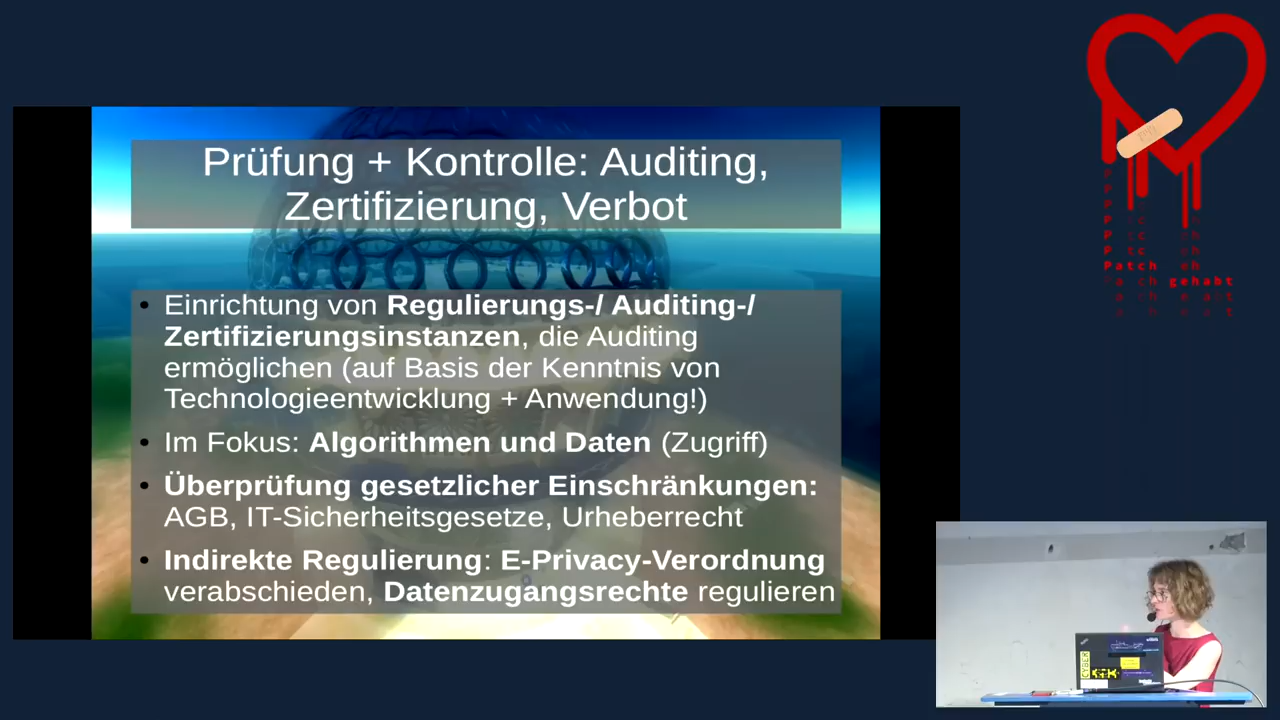 Prüfung + Kontrolle: Auditing,
Zertifizierung, Verbot
• Einrichtung von Regulierungs-/ Auditing-/
Zertifizierungsinstanzen, die Auditing
ermöglichen (auf Basis der Kenntnis von
Technologieentwicklung + Anwendung!)
• Im Fokus: Algorithmen und Daten (Zugriff)
• Überprüfung gesetzlicher Einschränkungen:
AGB, IT-Sicherheitsgesetze, Urheberrecht
• Indirekte Regulierung: E-Privacy-Verordnung
verabschieden, Datenzugangsrechte regulieren
Patch
gehabt
CYBER